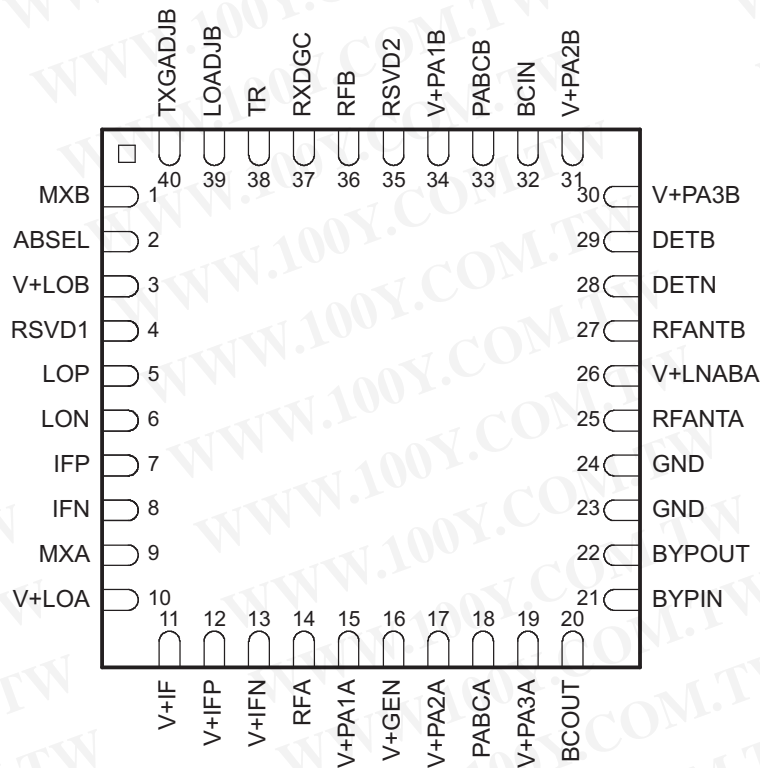 TXGADJB
LOADJB
TR
RXDGC
RFB
RSVD2
V+PA1B
PABCB
BCIN
V+PA2B
40 39 38 37 36 35 34 33 32 31
MXB 1
ABSEL 2
V+LOB 3
RSVD1 4
LOP 5
LON 6
IFP 7
IFN 8
MXA 9
V+LOA 10
30 V+PA3B
29 DETB
28 DETN
27 RFANTB
26 V+LNABA
25 RFANTA
24 GND
23 GND
22 BYPOUT
21 BYPIN
11 12 13 14 15 16 17 18 19 20
V+IF
V+IFP
V+IFN
RFA
V+PA1A
V+GEN
V+PA2A
PABCA
V+PA3A
BCOUT
WWW.100Y.COM.TW